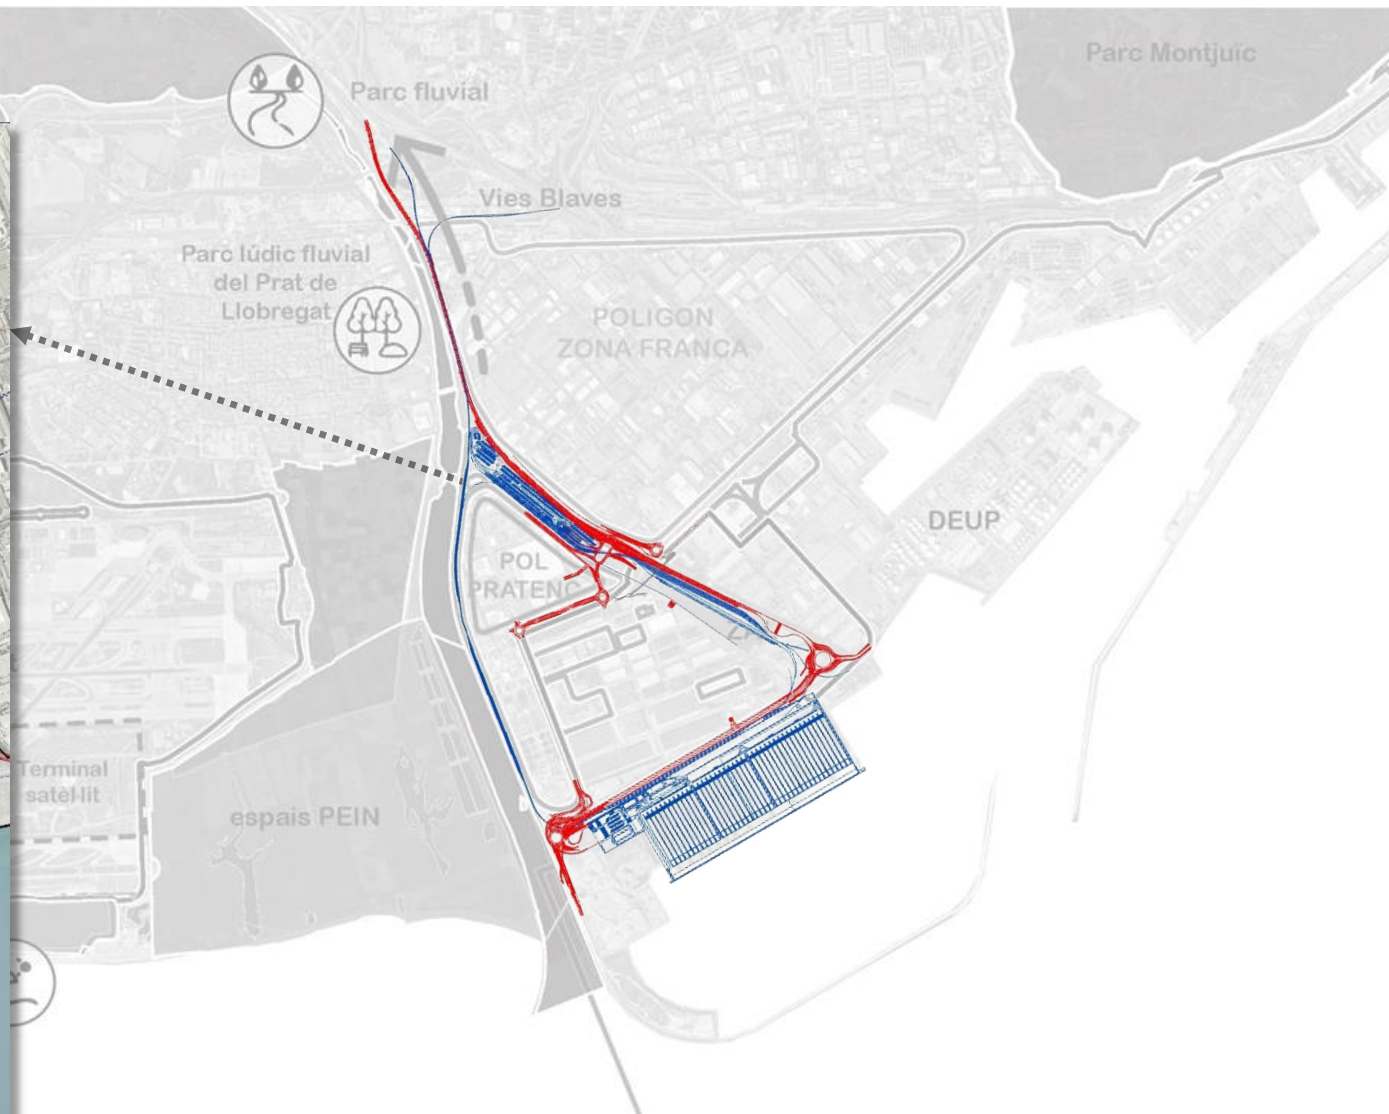 Parc Montjuïc
Parc fluvial
Vies Blaves
Parc lúdic fluvial
del Prat de
Llobregat
POLIGON
ZONA FRANCA
DEUP
POL
PRATENC
ZA
Terminal
satèl·lit
espais PEIN